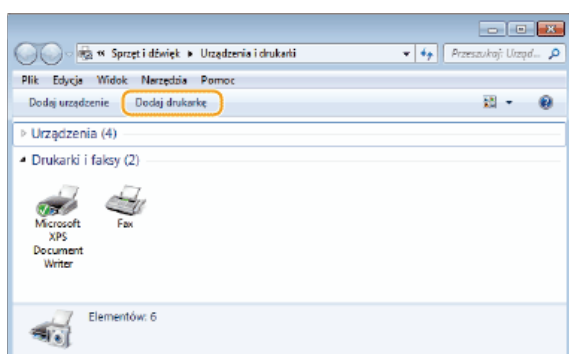 « Sprzęt i dźwięk ▸ Urządzenia i drukarki
Przeszukaj: Urząd...
Plik Edycja Widok Narzędzia Pomoc
Dodaj urządzenie Dodaj drukarkę
Urządzenia (4)
Drukarki i faksy (2)
Microsoft
XPS
Document
Writer
Fax
Elementów: 6